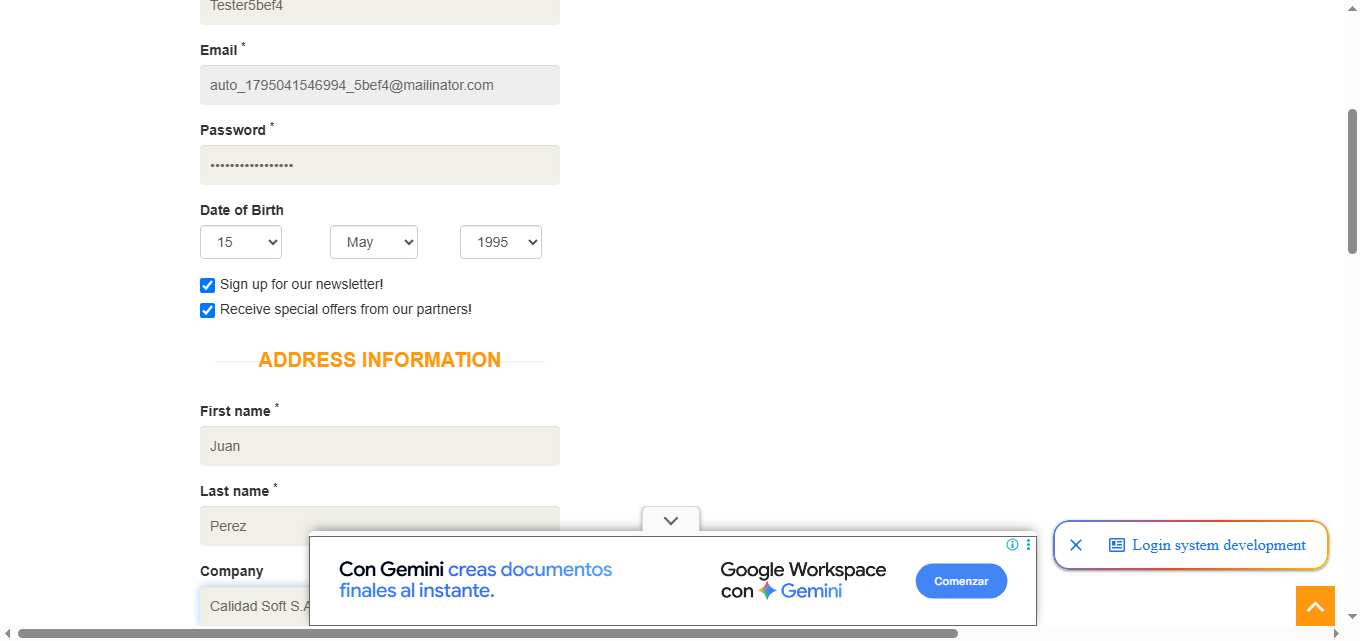 Tester5bef4
Email *
auto_1795041546994_5bef4@mailinator.com
Password *
•••••••••••••••••
Date of Birth
15 May 1995
Sign up for our newsletter!
Receive special offers from our partners!
ADDRESS INFORMATION
First name *
Juan
Last name *
Perez
Company
Calidad Soft S.A
Con Gemini creas documentos
finales al instante.
Google Workspace
con Gemini
Comenzar
Login system development